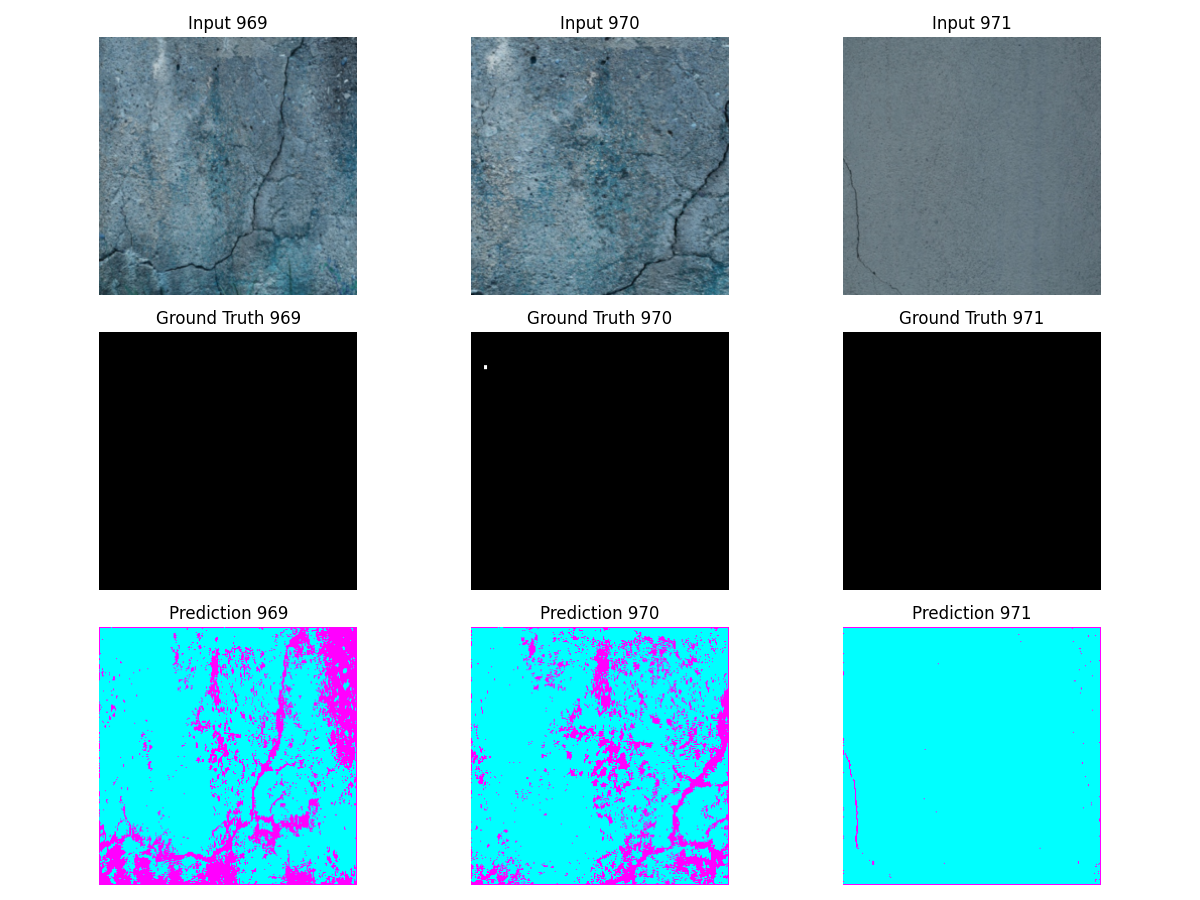 Input 969
Input 970
Input 971
Ground Truth 969
Ground Truth 970
Ground Truth 971
Prediction 969
Prediction 970
Prediction 971